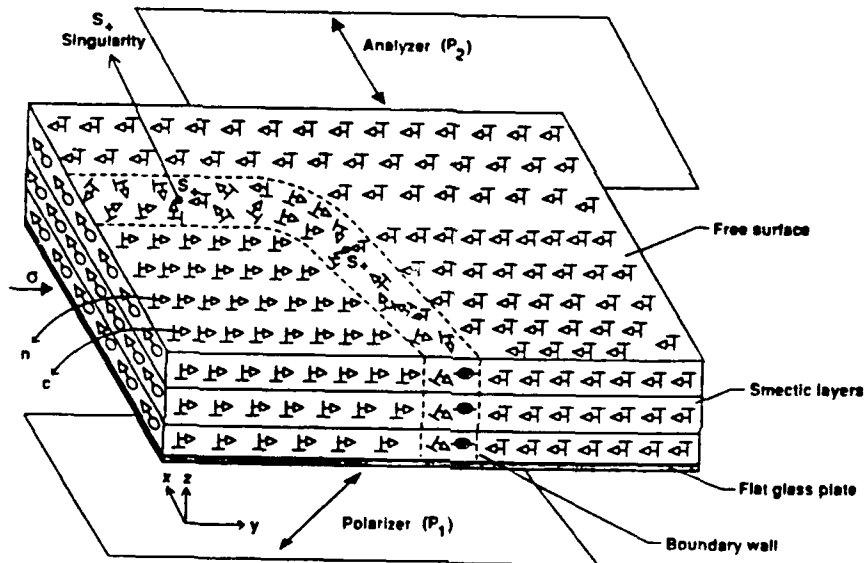 S₊
Singularity
Analyzer (P₂)
S₊
Free surface
S₊
σ
n
c
Smectic layers
Flat glass plate
x z
y
Polarizer (P₁)
Boundary wall